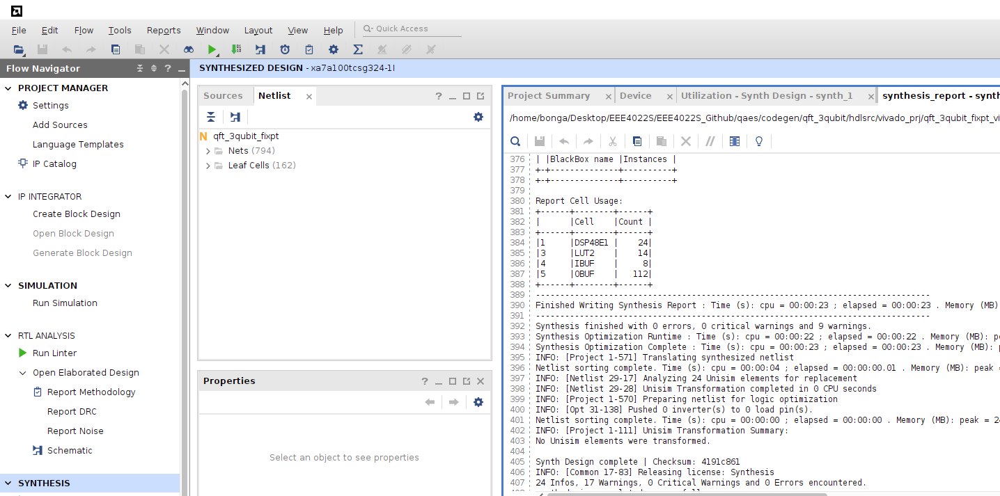 File Edit Flow Tools Reports Window Layout View Help Quick Access
Flow Navigator ?
SYNTHESIZED DESIGN - xa7a100tcsg324-1I
PROJECT MANAGER
Settings
Add Sources
Language Templates
IP Catalog
IP INTEGRATOR
Create Block Design
Open Block Design
Generate Block Design
SIMULATION
Run Simulation
RTL ANALYSIS
Run Linter
Open Elaborated Design
Report Methodology
Report DRC
Report Noise
Schematic
SYNTHESIS
Sources Netlist × ?
N qft_3qubit_fixpt
Nets (794)
Leaf Cells (162)
Properties ?
Select an object to see properties
Project Summary × Device × Utilization - Synth Design - synth_1 × synthesis_report - synth
/home/bonga/Desktop/EEE4022S/EEE4022S_Github/qaes/codegen/qft_3qubit/hdlsrc/vivado_prj/qft_3qubit_fixpt_vi
376 | |BlackBox name |Instances |
377 +-+--------------+----------+
378 +-+--------------+----------+
379
380 Report Cell Usage:
381 +------+--------+------+
382 |      |Cell    |Count |
383 +------+--------+------+
384 |1     |DSP48E1 |    24|
385 |3     |LUT2    |    14|
386 |4     |IBUF    |     8|
387 |5     |OBUF    |   112|
388 +------+--------+------+
389 ---------------------------------------------------------------------------------
390 Finished Writing Synthesis Report : Time (s): cpu = 00:00:23 ; elapsed = 00:00:23 . Memory (MB)
391 ---------------------------------------------------------------------------------
392 Synthesis finished with 0 errors, 0 critical warnings and 9 warnings.
393 Synthesis Optimization Runtime : Time (s): cpu = 00:00:22 ; elapsed = 00:00:22 . Memory (MB): pe
394 Synthesis Optimization Complete : Time (s): cpu = 00:00:23 ; elapsed = 00:00:23 . Memory (MB): p
395 INFO: [Project 1-571] Translating synthesized netlist
396 Netlist sorting complete. Time (s): cpu = 00:00:04 ; elapsed = 00:00:00.01 . Memory (MB): peak =
397 INFO: [Netlist 29-17] Analyzing 24 Unisim elements for replacement
398 INFO: [Netlist 29-28] Unisim Transformation completed in 0 CPU seconds
399 INFO: [Project 1-570] Preparing netlist for logic optimization
400 INFO: [Opt 31-138] Pushed 0 inverter(s) to 0 load pin(s).
401 Netlist sorting complete. Time (s): cpu = 00:00:00 ; elapsed = 00:00:00 . Memory (MB): peak = 24
402 INFO: [Project 1-111] Unisim Transformation Summary:
403 No Unisim elements were transformed.
404
405 Synth Design complete | Checksum: 4191c861
406 INFO: [Common 17-83] Releasing license: Synthesis
407 24 Infos, 17 Warnings, 0 Critical Warnings and 0 Errors encountered.